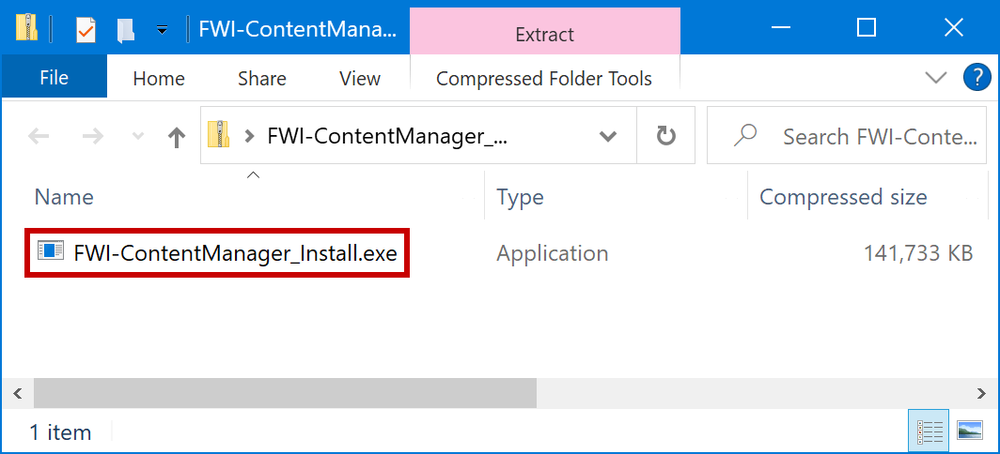 FWI-ContentMana...
Extract
File
Home
Share
View
Compressed Folder Tools
?
FWI-ContentManager_...
Search FWI-Conte...
Name
Type
Compressed size
FWI-ContentManager_Install.exe
Application
141,733 KB
1 item